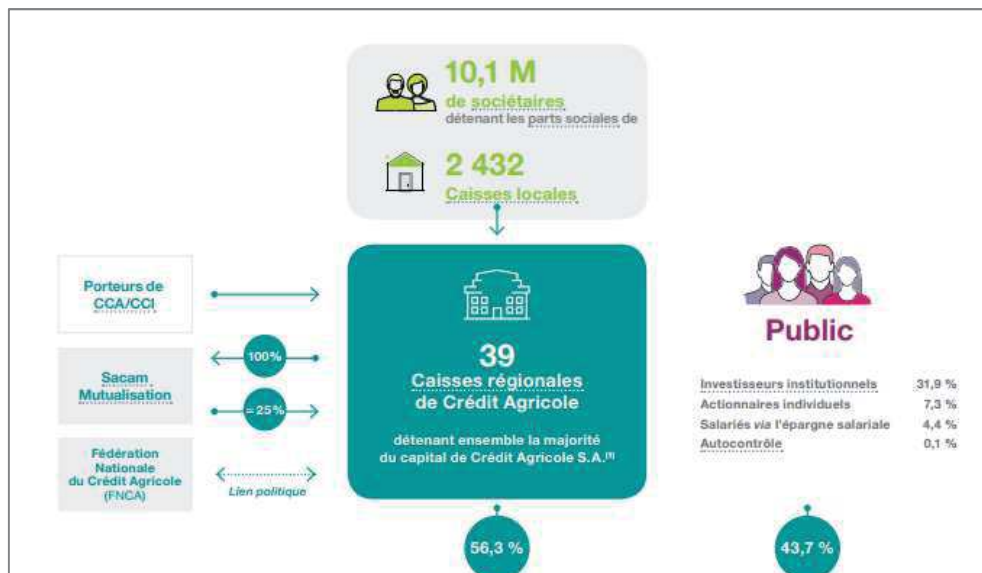 10,1 M
de sociétaires
détenant les parts sociales de
2 432
Caisses locales
Porteurs de
CCA/CCI
100%
Sacam
Mutualisation
= 25%
Fédération
Nationale
du Crédit Agricole
(FNCA)
Lien politique
39
Caisses régionales
de Crédit Agricole
détenant ensemble la majorité
du capital de Crédit Agricole S.A.(1)
56,3 %
Public
Investisseurs institutionnels 31,9 %
Actionnaires individuels 7,3 %
Salariés via l'épargne salariale 4,4 %
Autocontrôle 0,1 %
43,7 %